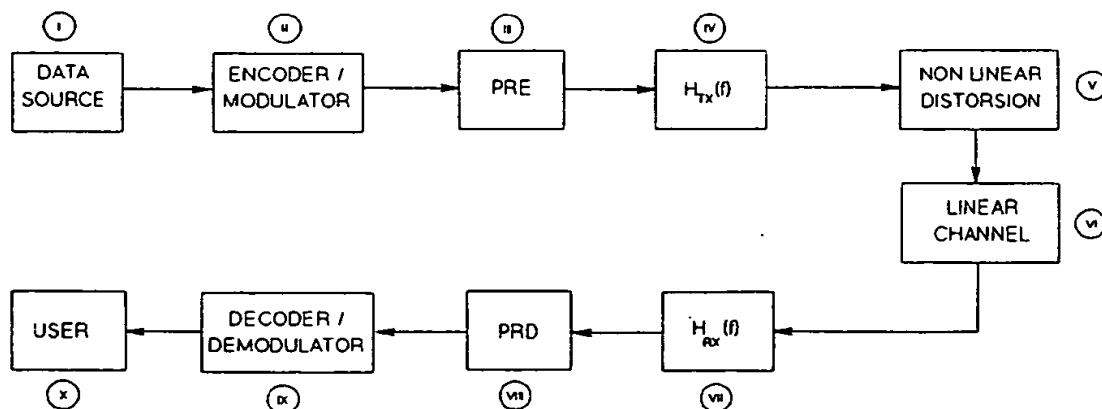 I
II
III
IV
DATA
SOURCE
ENCODER /
MODULATOR
PRE
H_TX(f)
NON LINEAR
DISTORSION
V
LINEAR
CHANNEL
VI
USER
DECODER /
DEMODULATOR
PRD
H_RX(f)
X
IX
VIII
VII